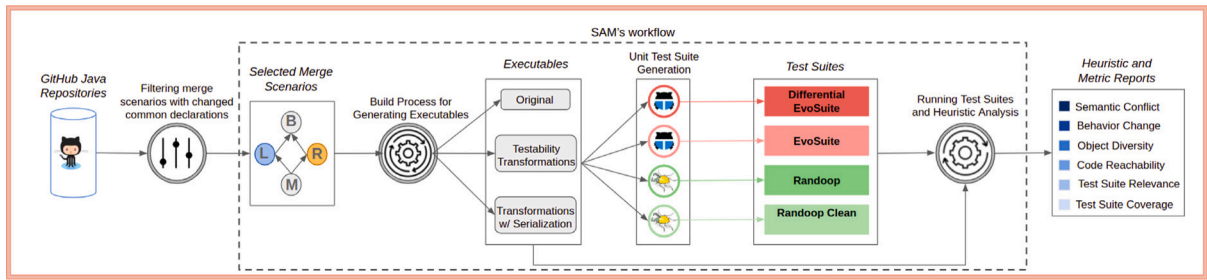 SAM's workflow
GitHub Java
Repositories
Filtering merge
scenarios with changed
common declarations
Selected Merge
Scenarios
B
L
R
M
Build Process for
Generating Executables
Executables
Original
Testability
Transformations
Transformations
w/ Serialization
Unit Test Suite
Generation
Test Suites
Differential
EvoSuite
EvoSuite
Randoop
Randoop Clean
Running Test Suites
and Heuristic Analysis
Heuristic and
Metric Reports
Semantic Conflict
Behavior Change
Object Diversity
Code Reachability
Test Suite Relevance
Test Suite Coverage